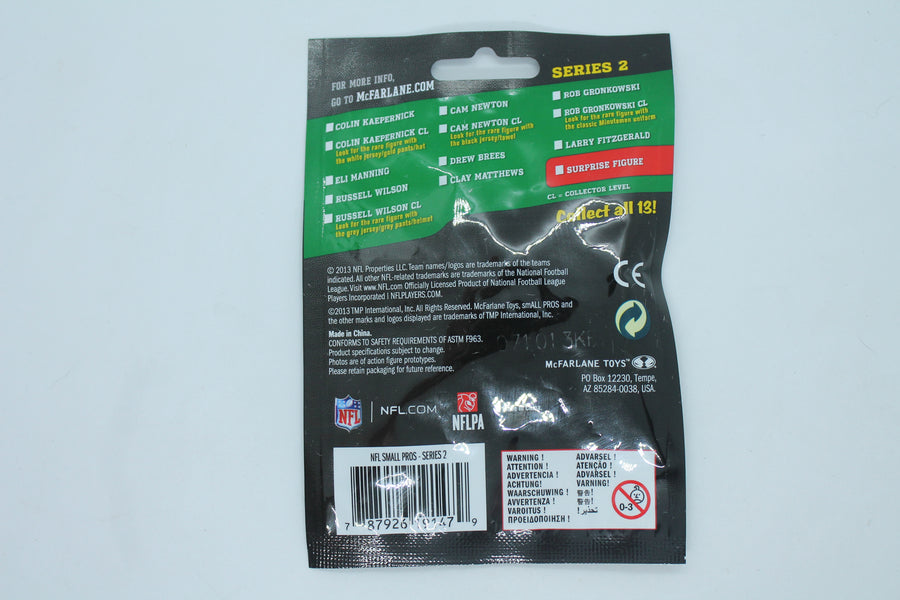 FOR MORE INFO,
GO TO McFARLANE.COM
SERIES 2
COLIN KAEPERNICK
COLIN KAEPERNICK CL
Look for the rare figure with
the white jersey/gold pants/hat
ELI MANNING
RUSSELL WILSON
RUSSELL WILSON CL
Look for the rare figure with
the grey jersey/grey pants/helmet
CAM NEWTON
CAM NEWTON CL
Look for the rare figure with
the black jersey/towel
DREW BREES
CLAY MATTHEWS
ROB GRONKOWSKI
ROB GRONKOWSKI CL
Look for the rare figure with
the classic Minutemen uniform
LARRY FITZGERALD
SURPRISE FIGURE
CL = COLLECTOR LEVEL
Collect all 13!
© 2013 NFL Properties LLC. Team names/logos are trademarks of the teams
indicated. All other NFL-related trademarks are trademarks of the National Football
League. Visit www.NFL.com Officially Licensed Product of National Football League
Players Incorporated | NFLPLAYERS.COM.
©2013 TMP International, Inc. All Rights Reserved. McFarlane Toys, smALL PROS and
the other marks and logos displayed are trademarks of TMP International, Inc.
Made in China.
CONFORMS TO SAFETY REQUIREMENTS OF ASTM F963.
Product specifications subject to change.
Photos are of action figure prototypes.
Please retain packaging for future reference.
CE
McFARLANE TOYS™
PO Box 12230, Tempe,
AZ 85284-0038, USA.
NFL
NFL.COM
NFLPA
NFL SMALL PROS - SERIES 2
7 87926 19147 9
WARNING !
ATTENTION !
ADVERTENCIA !
ACHTUNG!
WAARSCHUWING !
AVVERTENZA !
VAROITUS !
ΠΡΕΙΔΟΠΟΙΗΣΗ !
ADVARSEL !
ATENÇÃO !
ADVARSEL !
VARNING!
警告!
警告!
تحذير!
0-3